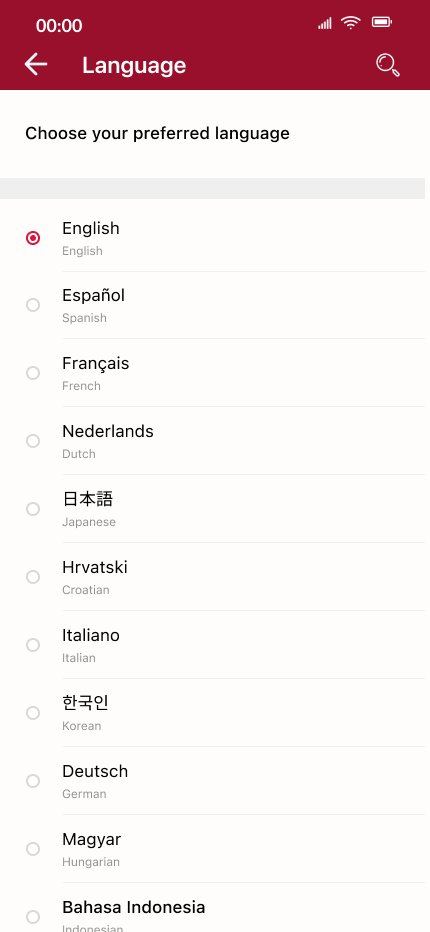 00:00
Language
Choose your preferred language
English
English
Español
Spanish
Français
French
Nederlands
Dutch
日本語
Japanese
Hrvatski
Croatian
Italiano
Italian
한국인
Korean
Deutsch
German
Magyar
Hungarian
Bahasa Indonesia
Indonesian